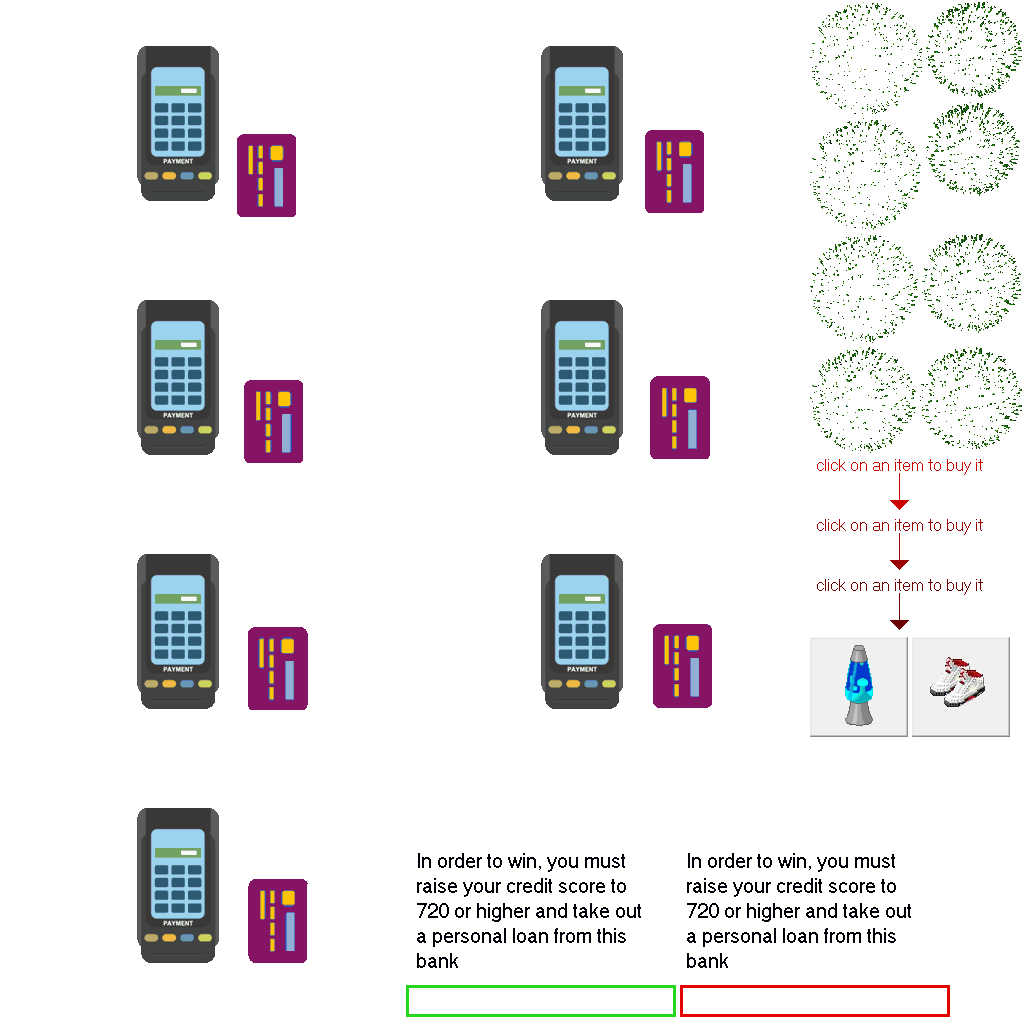 PAYMENT
PAYMENT
PAYMENT
PAYMENT
click on an item to buy it
click on an item to buy it
click on an item to buy it
PAYMENT
PAYMENT
PAYMENT
In order to win, you must
raise your credit score to
720 or higher and take out
a personal loan from this
bank
In order to win, you must
raise your credit score to
720 or higher and take out
a personal loan from this
bank